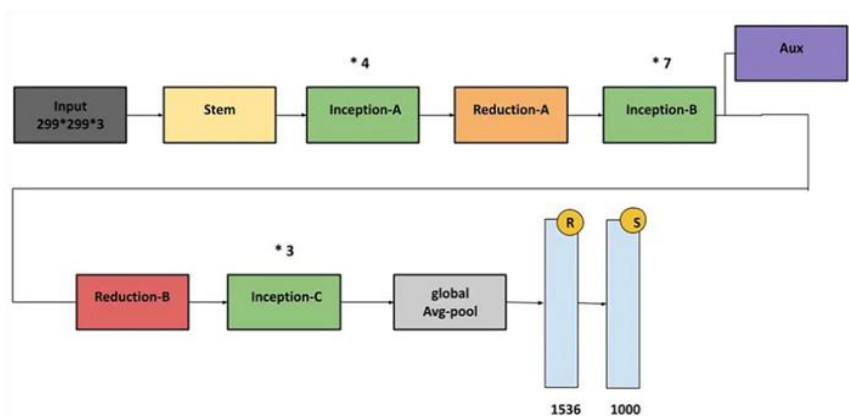 Aux
* 4
* 7
Input
299*299*3
Stem
Inception-A
Reduction-A
Inception-B
* 3
R
S
Reduction-B
Inception-C
global
Avg-pool
1536
1000